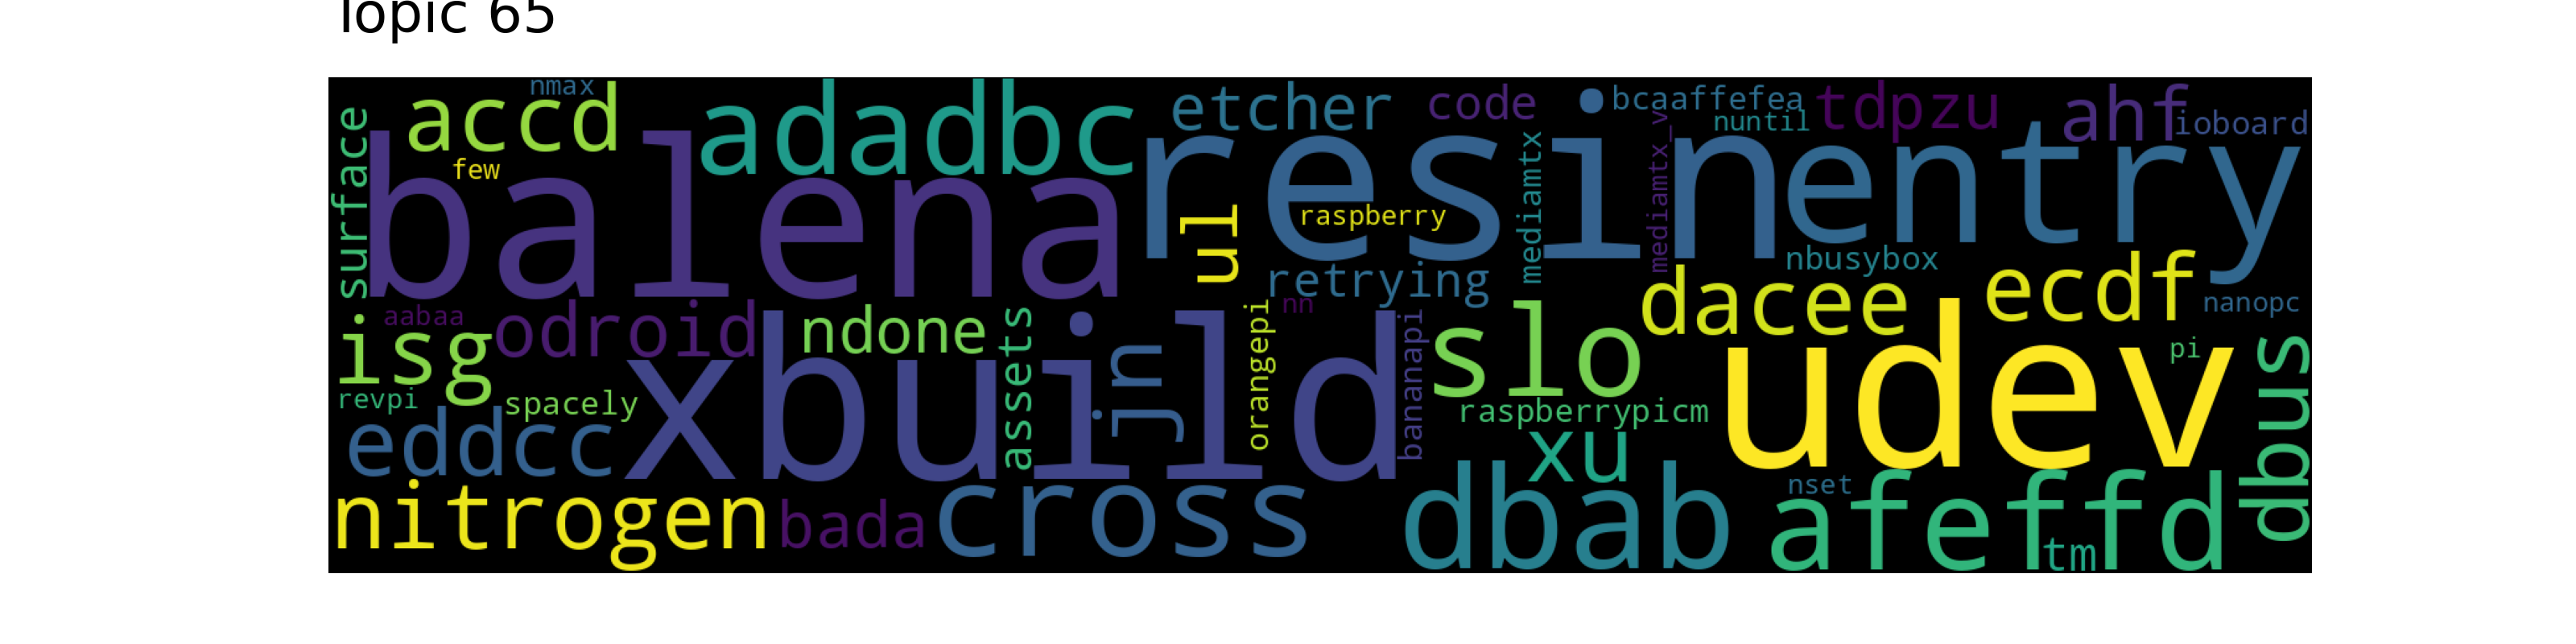 Topic 65
nmax
accd
adadbc
etcher
code
bcaaffefea
tdpzu
ahf
ioboard
nuntil
surface
few
balena
resin
entry
raspberry
ul
mediamtx
mediamtx_v
retrying
nbusybox
dacee
ecdf
nanopc
aabaa
odroid
ndone
assets
nn
orangepi
bananapi
slo
udev
pi
dbus
isg
revpi
spacely
xbuild
jn
raspberrypicm
eddcc
xu
nset
nitrogen
bada
cross
dbab
afeffd
tm